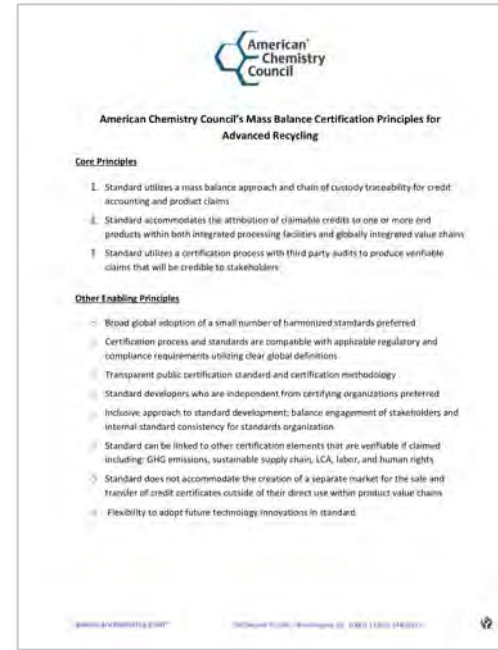 American®
Chemistry
Council
American Chemistry Council's Mass Balance Certification Principles for
Advanced Recycling
Core Principles
1. Standard utilizes a mass balance approach and chain of custody traceability for credit
accounting and product claims
2. Standard accommodates the attribution of claimable credits to one or more end
products within both integrated processing facilities and globally integrated value chains
Standard utilizes a certification process with third party audits to produce verifiable
claims that will be credible to stakeholders
Other Enabling Principles
Broad global adoption of a small number of harmonized standards preferred
Certification process and standards are compatible with applicable regulatory and
compliance requirements utilizing clear global definitions
Transparent public certification standard and certification methodology
Standard developers who are independent from certifying organizations preferred
Inclusive approach to standard development; balance engagement of stakeholders and
internal standard consistency for standards organization
Standard can be linked to other certification elements that are verifiable if claimed
including: GHG emissions, sustainable supply chain, LCA, labor, and human rights
Standard does not accommodate the creation of a separate market for the sale and
transfer of credit certificates outside of their direct use within product value chains
Flexibility to adopt future technology innovations in standard